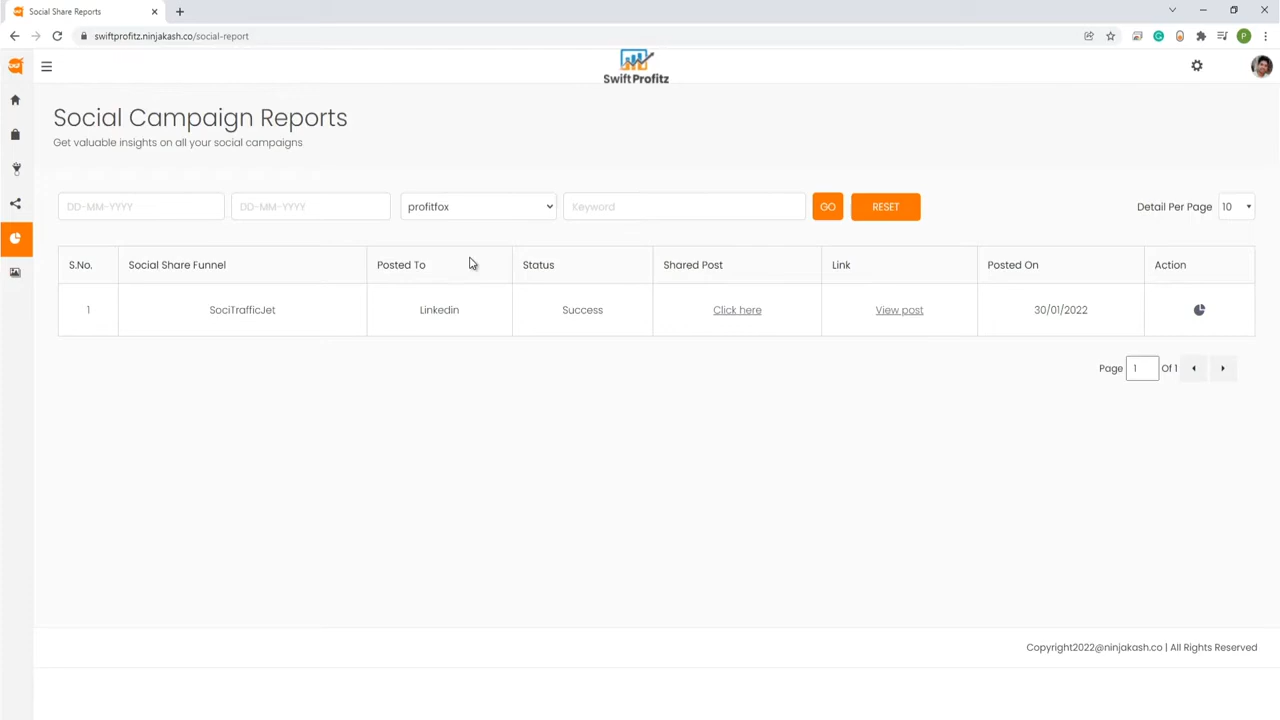 Social Share Reports
swiftprofitz.ninjakash.co/social-report
P
SwiftProfitz
Social Campaign Reports
Get valuable insights on all your social campaigns
DD-MM-YYYY DD-MM-YYYY profitfox Keyword GO RESET Detail Per Page 10
S.No. Social Share Funnel Posted To Status Shared Post Link Posted On Action
1 SociTrafficJet Linkedin Success Click here View post 30/01/2022
Page 1 Of 1
Copyright2022@ninjakash.co | All Rights Reserved